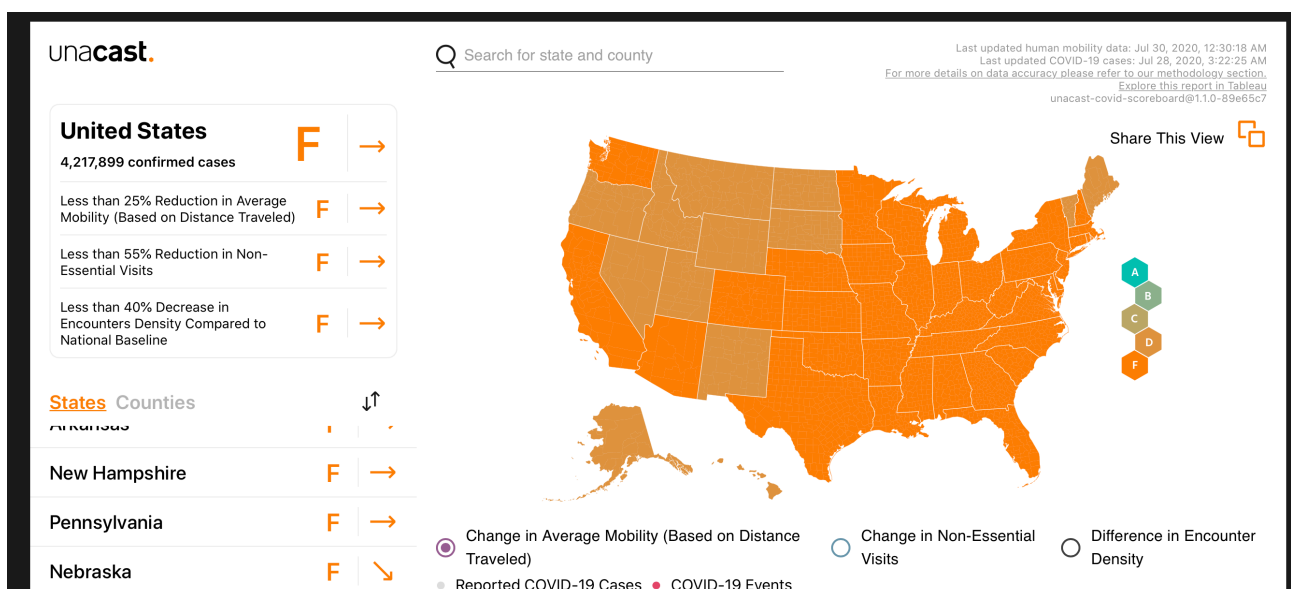 unacast.
Search for state and county
Last updated human mobility data: Jul 30, 2020, 12:30:18 AM
Last updated COVID-19 cases: Jul 28, 2020, 3:22:25 AM
For more details on data accuracy please refer to our methodology section.
Explore this report in Tableau
unacast-covid-scoreboard@1.1.0-89e65c7
Share This View
United States
4,217,899 confirmed cases
F
Less than 25% Reduction in Average
Mobility (Based on Distance Traveled)
F
Less than 55% Reduction in Non-
Essential Visits
F
Less than 40% Decrease in
Encounters Density Compared to
National Baseline
F
A
B
C
D
F
States Counties
Arkansas F
New Hampshire F
Pennsylvania F
Nebraska F
Change in Average Mobility (Based on Distance
Traveled)
Change in Non-Essential
Visits
Difference in Encounter
Density
Reported COVID-19 Cases
COVID-19 Events